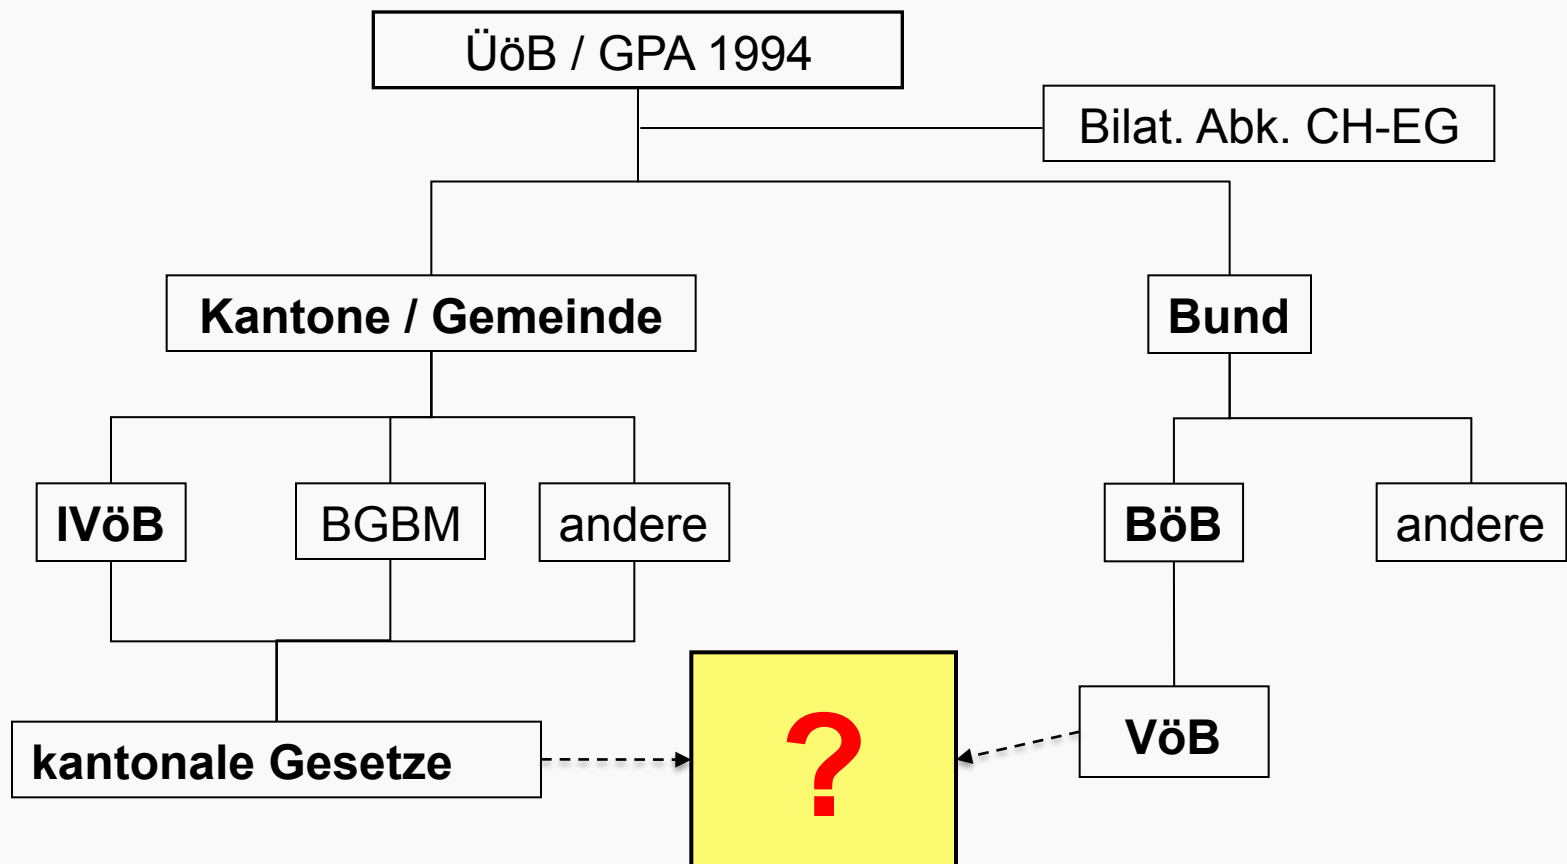 ÜöB / GPA 1994
Bilat. Abk. CH-EG
Kantone / Gemeinde
Bund
IVöB
BGBM
andere
BöB
andere
kantonale Gesetze
?
VöB